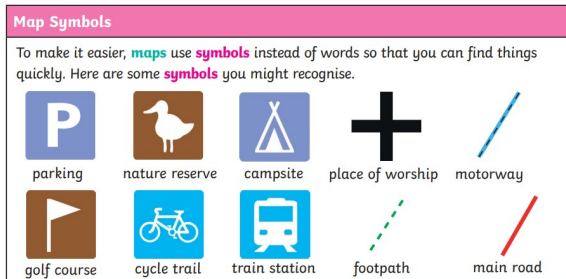 Map Symbols
To make it easier, maps use symbols instead of words so that you can find things
quickly. Here are some symbols you might recognise.
P
parking nature reserve campsite place of worship motorway
golf course cycle trail train station footpath main road